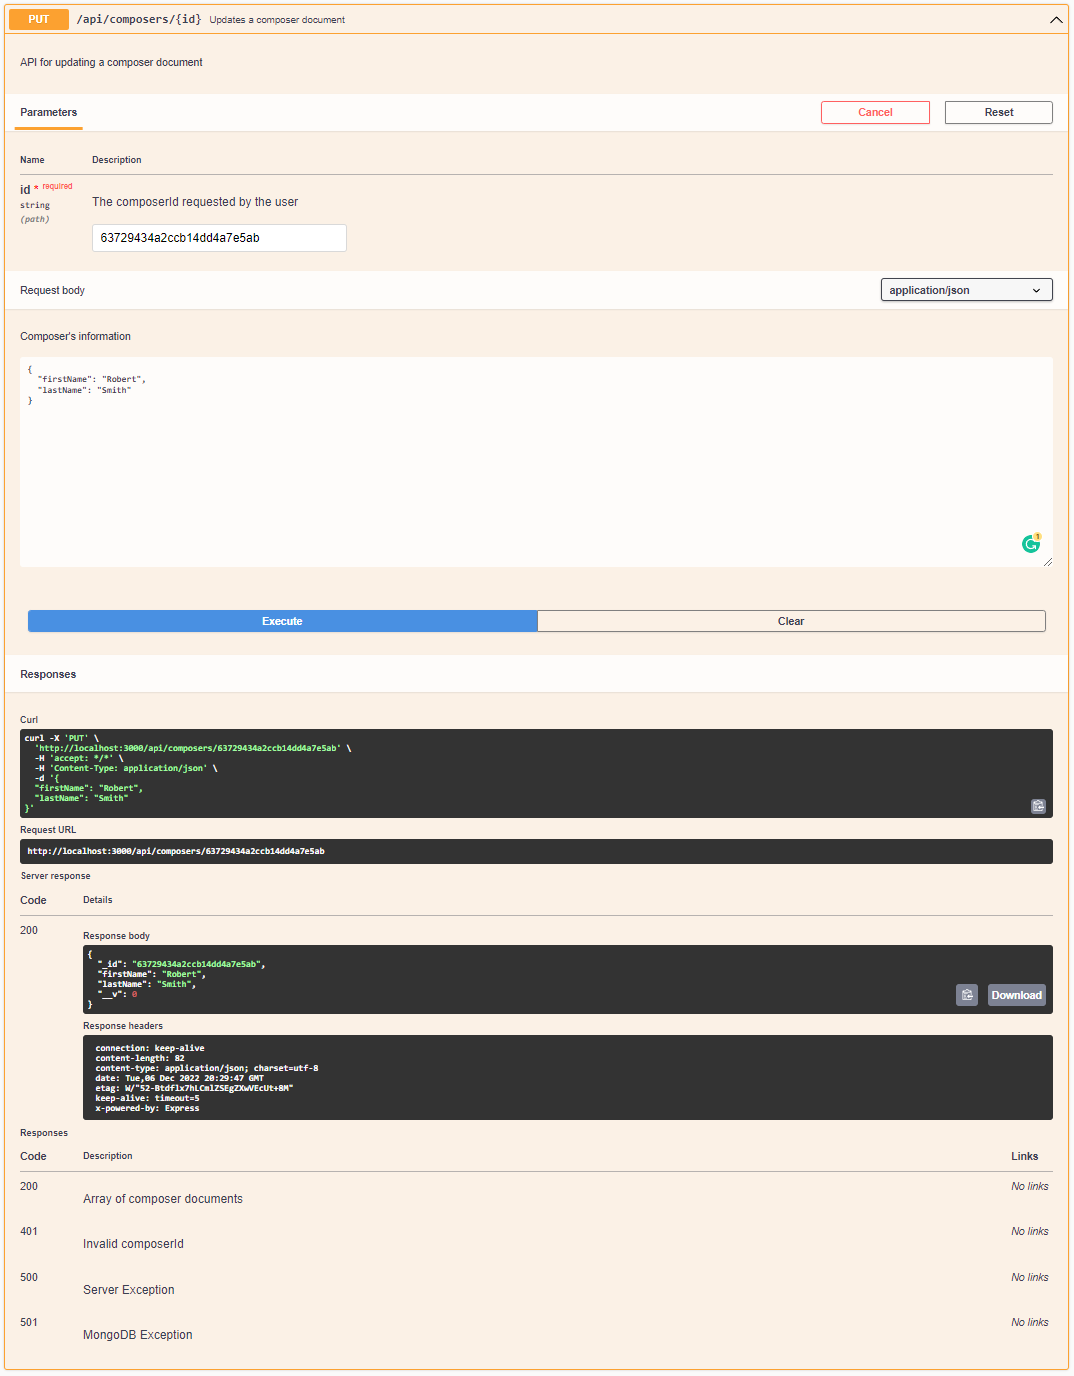 PUT /api/composers/{id} Updates a composer document
API for updating a composer document
Parameters Cancel Reset
Name Description
id * required
string
(path)
The composerId requested by the user
63729434a2ccb14dd4a7e5ab
Request body application/json
Composer's information
{
"firstName": "Robert",
"lastName": "Smith"
}
1
Execute Clear
Responses
Curl
curl -X 'PUT' \
'http://localhost:3000/api/composers/63729434a2ccb14dd4a7e5ab' \
-H 'accept: */*' \
-H 'Content-Type: application/json' \
-d '{
"firstName": "Robert",
"lastName": "Smith"
}'
Request URL
http://localhost:3000/api/composers/63729434a2ccb14dd4a7e5ab
Server response
Code Details
200
Response body
{
"_id": "63729434a2ccb14dd4a7e5ab",
"firstName": "Robert",
"lastName": "Smith",
"__v": 0
}
Download
Response headers
connection: keep-alive
content-length: 82
content-type: application/json; charset=utf-8
date: Tue,06 Dec 2022 20:29:47 GMT
etag:
keep-alive: timeout=5
x-powered-by: Express
Responses
Code Description Links
200 Array of composer documents No links
401 Invalid composerId No links
500 Server Exception No links
501 MongoDB Exception No links